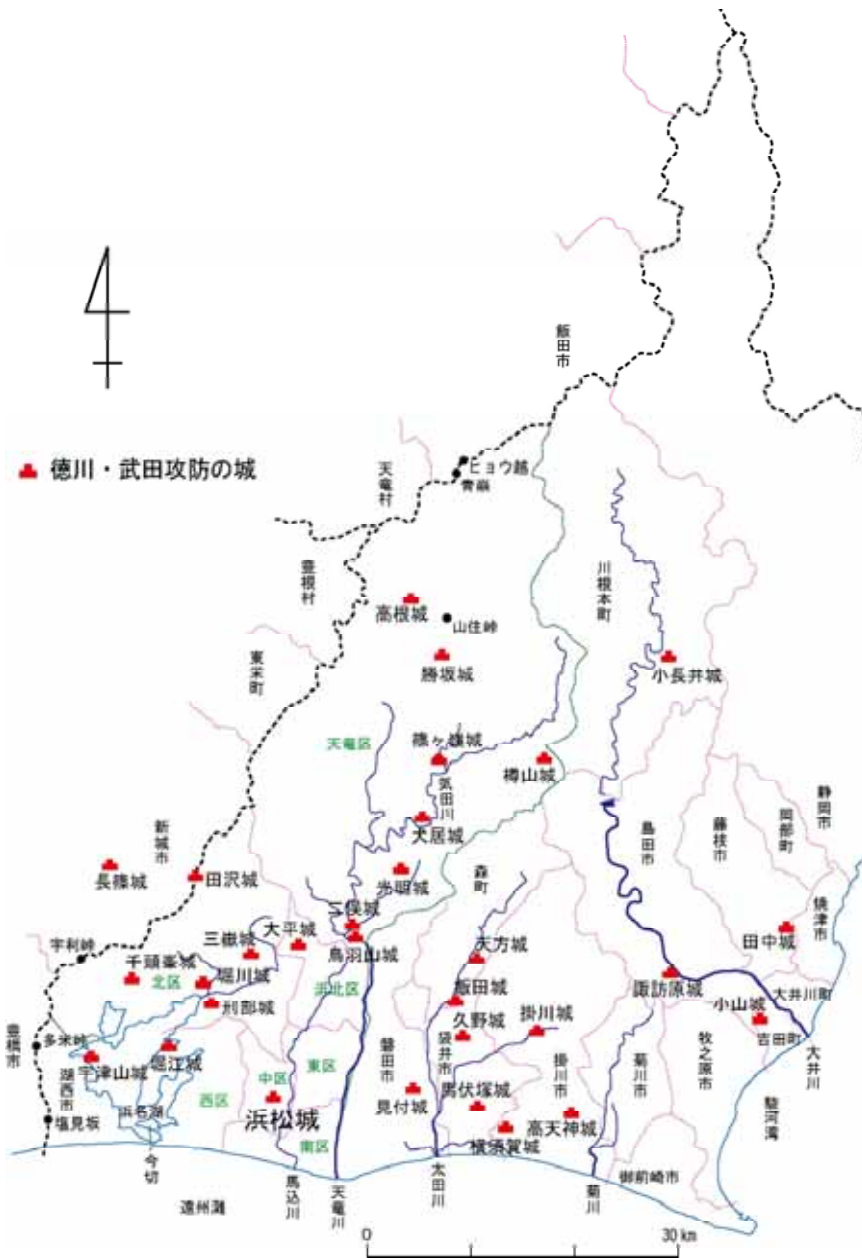 飯田市
徳川・武田攻防の城
天竜村
ヒョウ越
青崩
豊根村
川根本町
高根城
山住峠
勝坂城
小長井城
東栄町
天竜区
篠ヶ嶺城
樽山城
気田川
犬居城
新城市
長篠城
田沢城
光明城
森町
島田市
藤枝市
岡部町
静岡市
焼津市
二俣城
鳥羽山城
大平城
三嶽城
宇利峠
千頭峯城
北区
堀川城
刑部城
浜北区
天方城
飯田城
久野城
掛川城
田中城
諏訪原城
大井川町
小山城
吉田町
豊橋市
多米峠
宇津山城
堀江城
湖西市
浜名湖
塩見坂
西区
中区
東区
浜松城
南区
磐田市
袋井市
見付城
馬伏塚城
掛川市
菊川市
牧之原市
大井川
駿河湾
横須賀城
高天神城
御前崎市
今切
遠州灘
馬込川
天竜川
太田川
菊川
0
30km